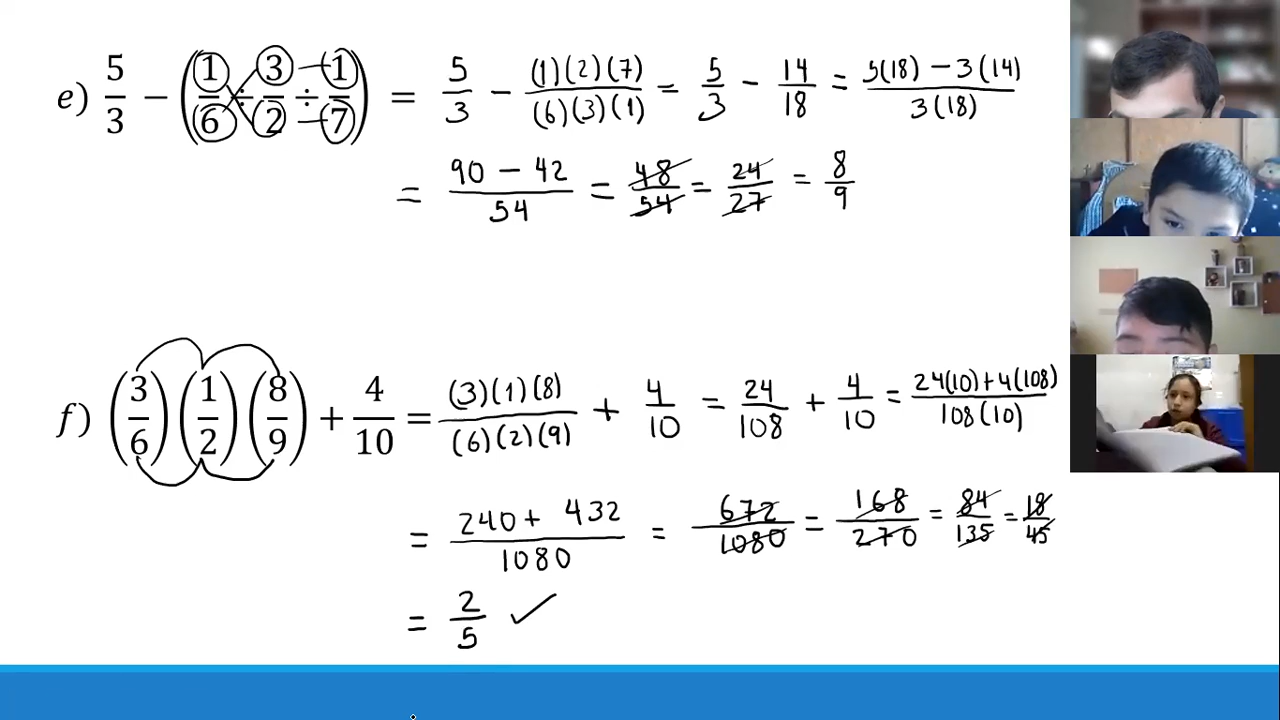 e) 5/3 − (1/6 ÷ 3/2 ÷ 1/7) = 5/3 − (1)(2)(7)/(6)(3)(1) = 5/3 − 14/18 = 5(18) − 3(14)/3(18)
= 90 − 42/54 = 48/54 = 24/27 = 8/9
f) (3/6)(1/2)(8/9) + 4/10 = (3)(1)(8)/(6)(2)(9) + 4/10 = 24/108 + 4/10 = 24(10)+4(108)/108(10)
= 240 + 432/1080 = 672/1080 = 168/270 = 84/135 = 18/45
= 2/5 ✓